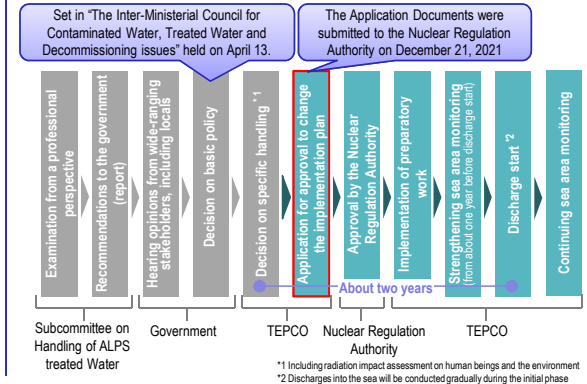 Set in “The Inter-Ministerial Council for
Contaminated Water, Treated Water and
Decommissioning issues” held on April 13.
The Application Documents were
submitted to the Nuclear Regulation
Authority on December 21, 2021
Examination from a professional
perspective
Recommendations to the government
(report)
Hearing opinions from wide-ranging
stakeholders, including locals
Decision on basic policy
Decision on specific handling *1
Application for approval to change
the implementation plan
Approval by the Nuclear
Regulation Authority
Implementation of preparatory
work
Strengthening sea area monitoring
(from about one year before discharge start)
Discharge start *2
Continuing sea area monitoring
About two years
Subcommittee on
Handling of ALPS
treated Water
Government
TEPCO
Nuclear Regulation
Authority
TEPCO
*1 Including radiation impact assessment on human beings and the environment
*2 Discharges into the sea will be conducted gradually during the initial phase